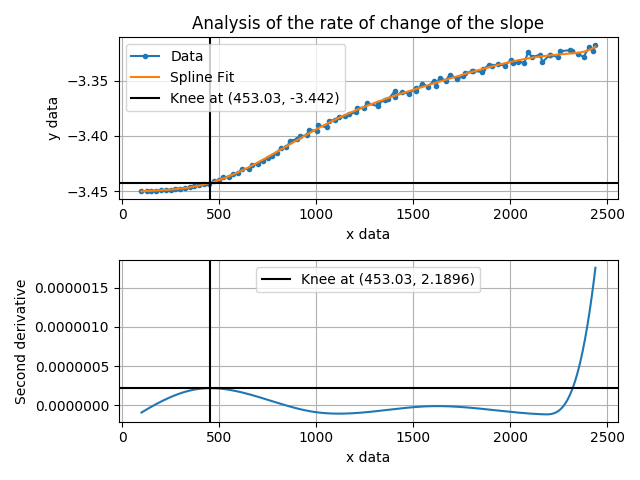 Analysis of the rate of change of the slope
Data
Spline Fit
Knee at (453.03, -3.442)
y data
−3.35
−3.40
−3.45
0 500 1000 1500 2000 2500
x data
Knee at (453.03, 2.1896)
Second derivative
0.0000015
0.0000010
0.0000005
0.0000000
0 500 1000 1500 2000 2500
x data